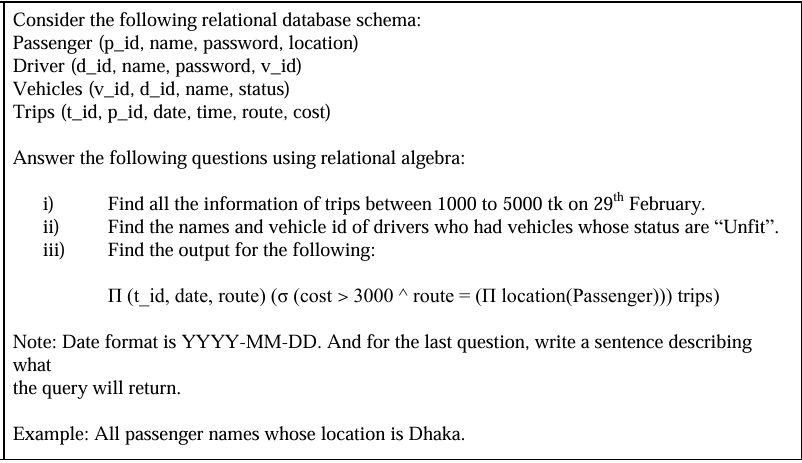 Consider the following relational database schema:
Passenger (p_id, name, password, location)
Driver (d_id, name, password, v_id)
Vehicles (v_id, d_id, name, status)
Trips (t_id, p_id, date, time, route, cost)
Answer the following questions using relational algebra:
i) Find all the information of trips between 1000 to 5000 tk on 29th February.
ii) Find the names and vehicle id of drivers who had vehicles whose status are “Unfit”.
iii) Find the output for the following:
Π (t_id, date, route) (σ (cost > 3000 ^ route = (Π location(Passenger))) trips)
Note: Date format is YYYY-MM-DD. And for the last question, write a sentence describing
what
the query will return.
Example: All passenger names whose location is Dhaka.